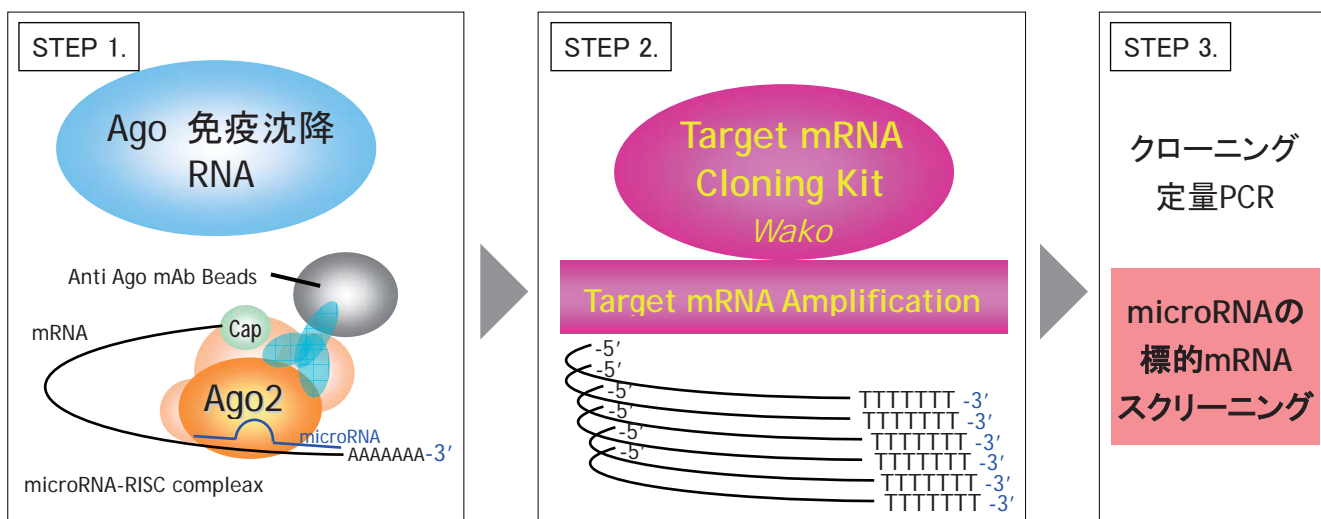 STEP 1.
Ago 免疫沈降
RNA
Anti Ago mAb Beads
mRNA
Cap
Ago2
microRNA
AAAAAAA-3′
microRNA-RISC compleax
STEP 2.
Target mRNA
Cloning Kit
Wako
Target mRNA Amplification
-5′
-5′
-5′
-5′
-5′
-5′
TTTTTTT -3′
TTTTTTT -3′
TTTTTTT -3′
TTTTTTT -3′
TTTTTTT -3′
TTTTTTT -3′
STEP 3.
クローニング
定量PCR
microRNAの
標的mRNA
スクリーニング